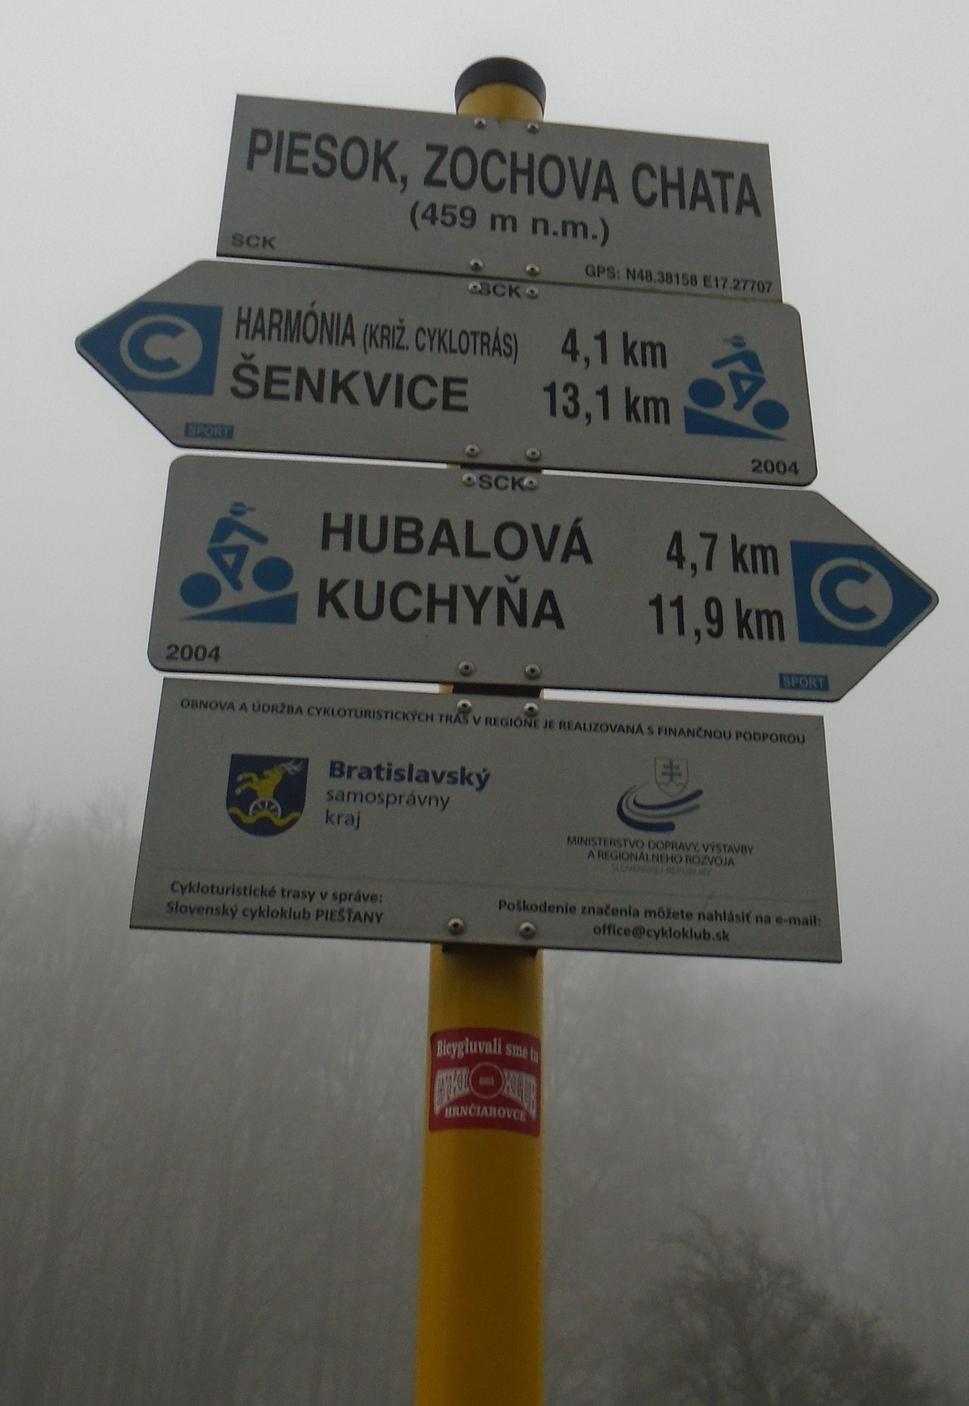 PIESOK, ZOCHOVA CHATA
(459 m n.m.)
SCK
GPS: N48.38158 E17.27707
SCK
C
HARMÓNIA (KRIŽ. CYKLOTRÁS) 4,1 km
ŠENKVICE 13,1 km
SPORT
2004
SCK
HUBALOVÁ 4,7 km
C
KUCHYŇA 11,9 km
2004
SPORT
OBNOVA A ÚDRŽBA CYKLOTURISTICKÝCH TRÁS V REGIÓNE JE REALIZOVANÁ S FINANČNOU PODPOROU
Bratislavský
samosprávny
kraj
MINISTERSTVO DOPRAVY, VÝSTAVBY
A REGIONÁLNEHO ROZVOJA
SLOVENSKEJ REPUBLIKY
Cykloturistické trasy v správe:
Slovenský cykloklub PIEŠŤANY
Poškodenie značenia môžete nahlásiť na e-mail:
office@cykloklub.sk
Bicygluvali sme tu
HRNČIAROVCE